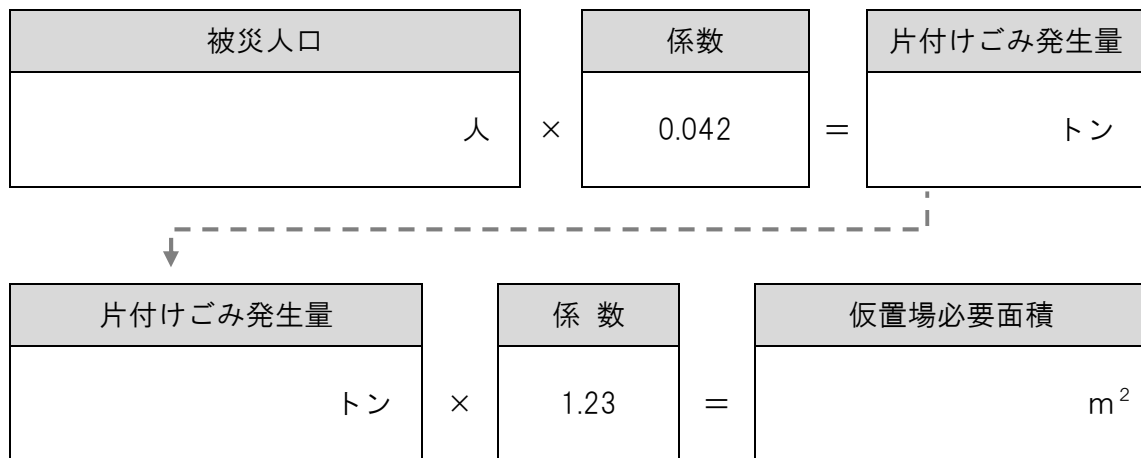 被災人口 係数 片付けごみ発生量
人 × 0.042 = トン
片付けごみ発生量 係 数 仮置場必要面積
トン × 1.23 = m²